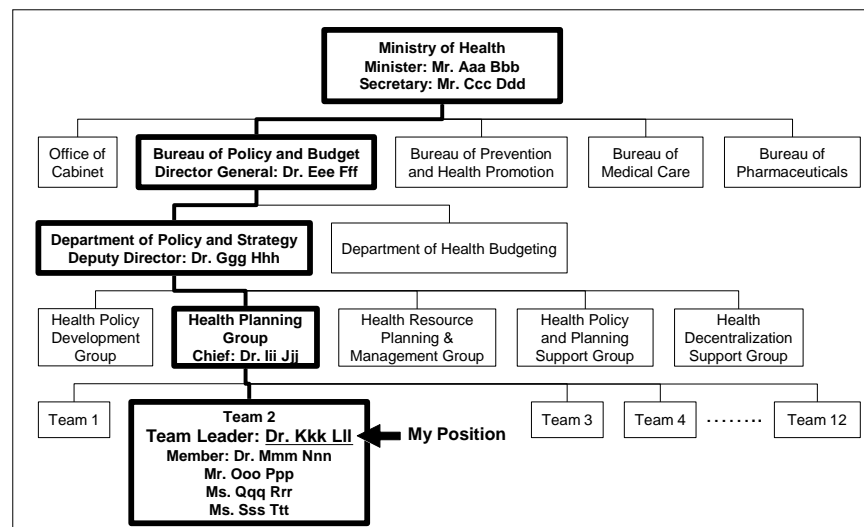 Ministry of Health
Minister: Mr. Aaa Bbb
Secretary: Mr. Ccc Ddd
Office of
Cabinet
Bureau of Policy and Budget
Director General: Dr. Eee Fff
Bureau of Prevention
and Health Promotion
Bureau of
Medical Care
Bureau of
Pharmaceuticals
Department of Policy and Strategy
Deputy Director: Dr. Ggg Hhh
Department of Health Budgeting
Health Policy
Development
Group
Health Planning
Group
Chief: Dr. Iii Jjj
Health Resource
Planning &
Management Group
Health Policy
and Planning
Support Group
Health
Decentralization
Support Group
Team 1
Team 2
Team Leader: Dr. Kkk Lll
Member: Dr. Mmm Nnn
Mr. Ooo Ppp
Ms. Qqq Rrr
Ms. Sss Ttt
My Position
Team 3
Team 4
........
Team 12